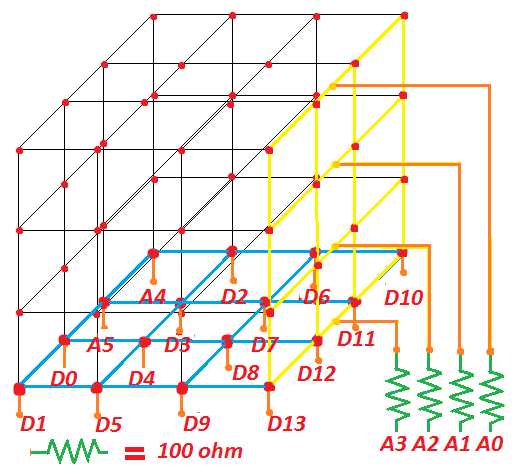 A4 D2 D6 D10
A5 D3 D7 D11
D0 D4 D8 D12
D1 D5 D9 D13
A3 A2 A1 A0
= 100 ohm